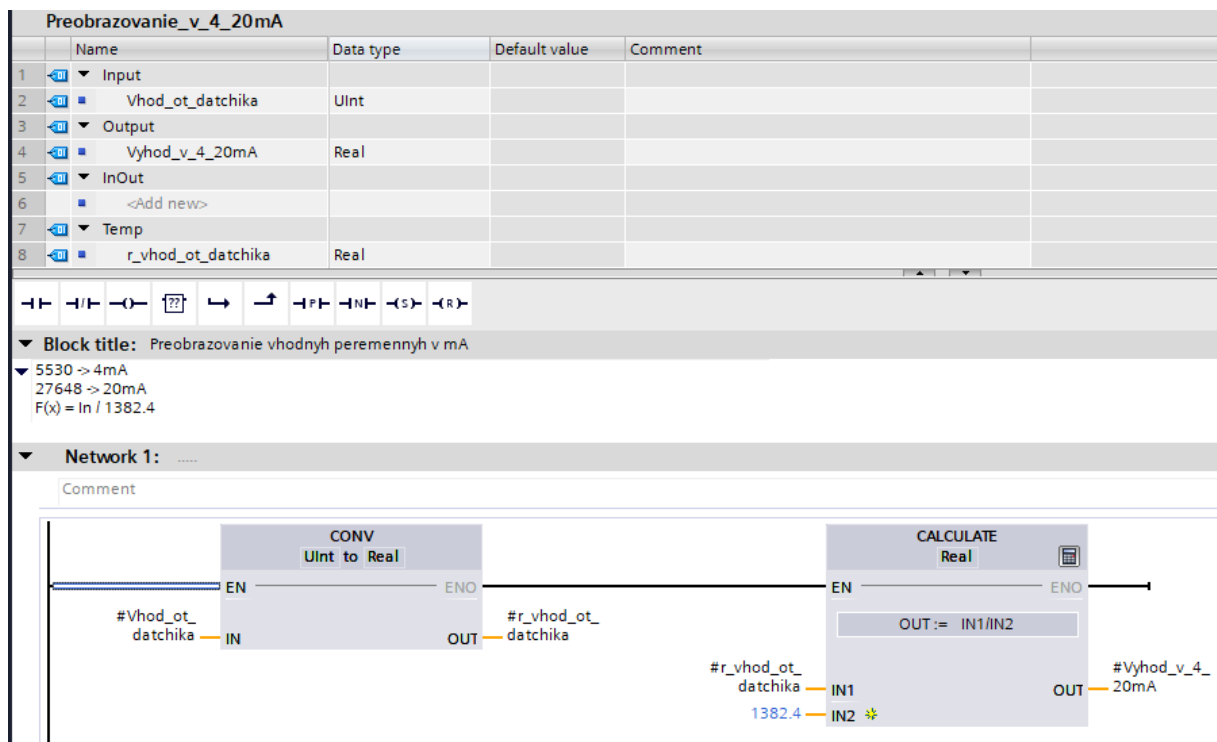 Preobrazovanie_v_4_20mA
Name Data type Default value Comment
1 Input
2 Vhod_ot_datchika UInt
3 Output
4 Vyhod_v_4_20mA Real
5 InOut
6 <Add new>
7 Temp
8 r_vhod_ot_datchika Real
?? P N S R
Block title: Preobrazovanie vhodnyh peremennyh v mA
5530 -> 4mA
27648 -> 20mA
F(x) = In / 1382.4
Network 1: .....
Comment
CONV
UInt to Real
EN ENO
#Vhod_ot_
datchika
IN
OUT
#r_vhod_ot_
datchika
CALCULATE
Real
EN ENO
OUT := IN1/IN2
#r_vhod_ot_
datchika
IN1
1382.4
IN2
OUT
#Vyhod_v_4_
20mA